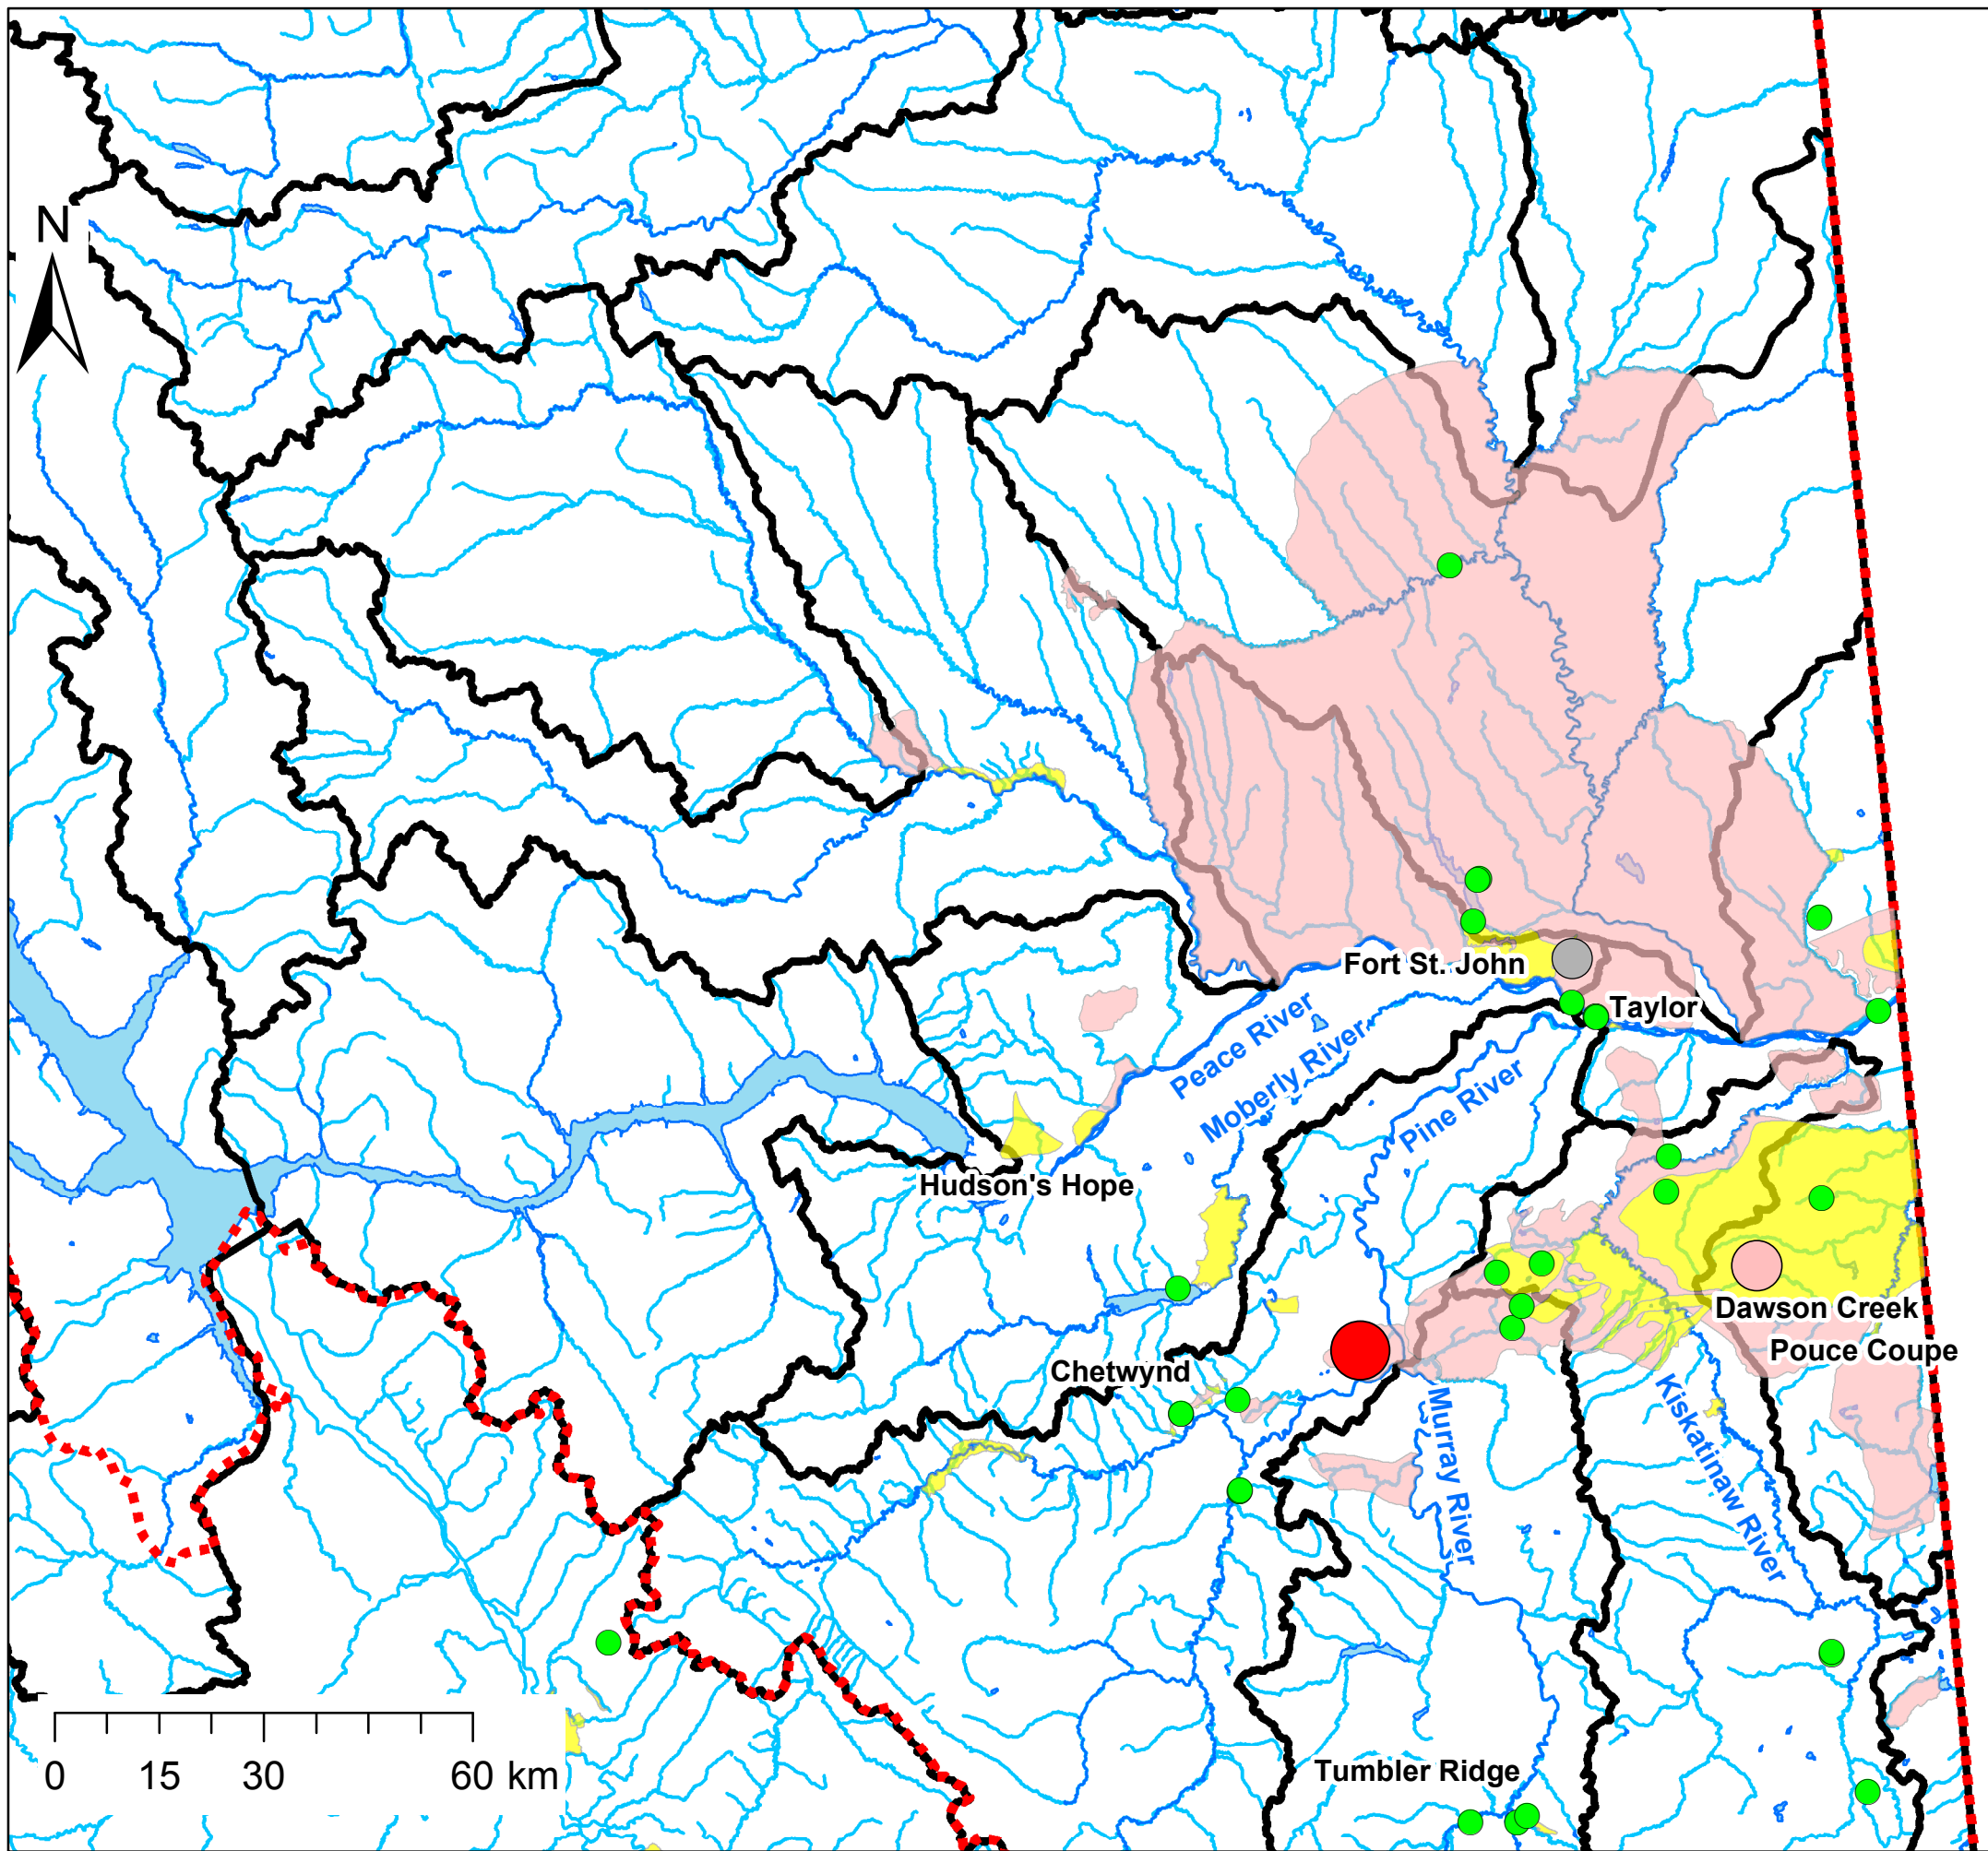 N
Fort St. John
Taylor
Peace River
Moberly River
Pine River
Hudson's Hope
Dawson Creek
Pouce Coupe
Chetwynd
Murray River
Kiskatinaw River
Tumbler Ridge
0 15 30 60 km